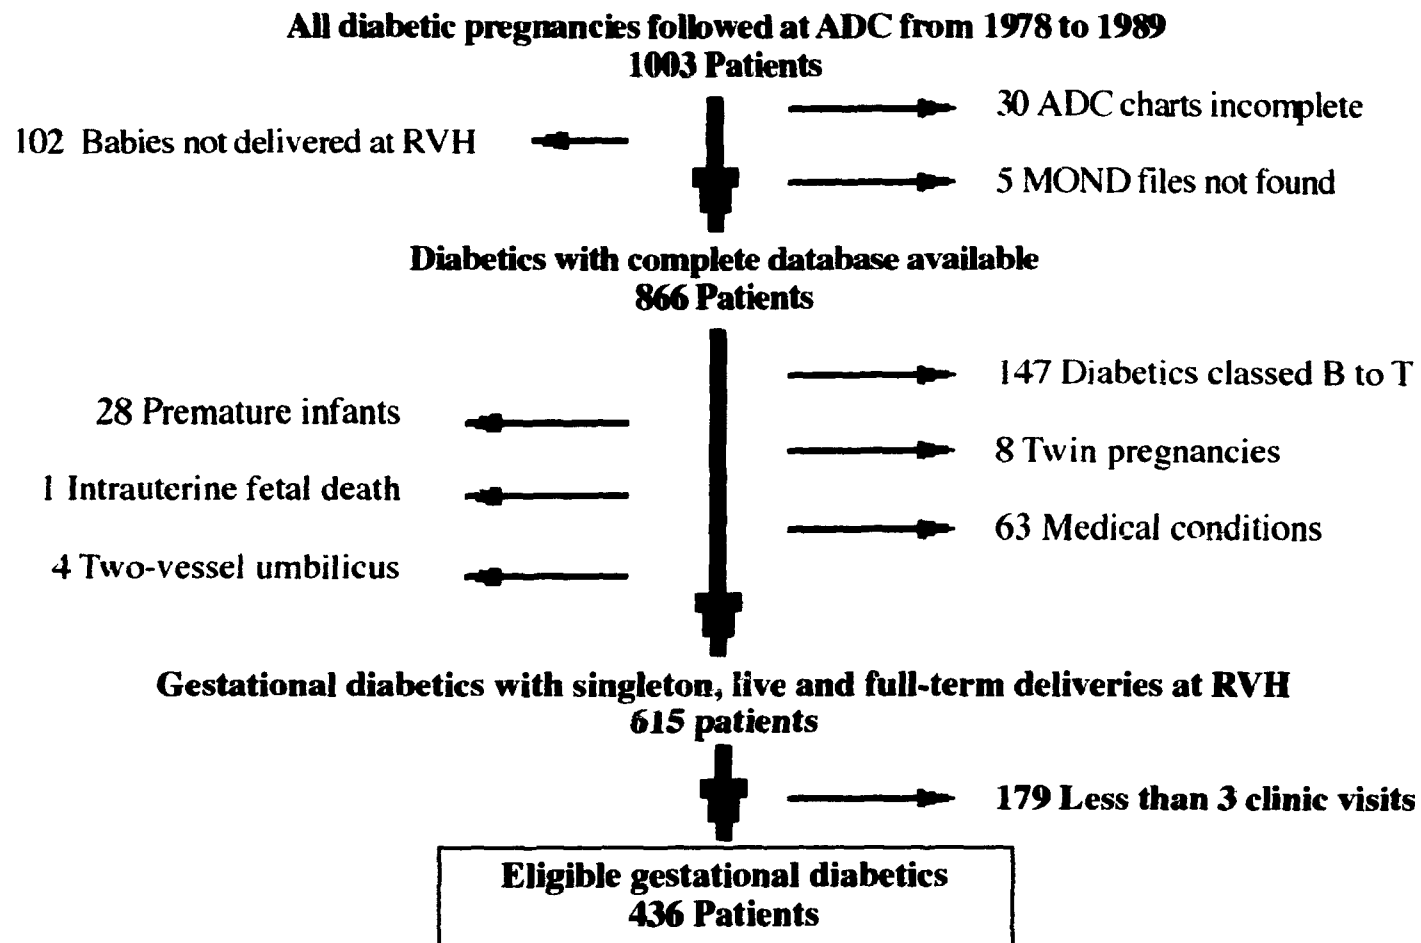 All diabetic pregnancies followed at ADC from 1978 to 1989
1003 Patients
30 ADC charts incomplete
102 Babies not delivered at RVH
5 MOND files not found
Diabetics with complete database available
866 Patients
147 Diabetics classed B to T
28 Premature infants
8 Twin pregnancies
1 Intrauterine fetal death
63 Medical conditions
4 Two-vessel umbilicus
Gestational diabetics with singleton, live and full-term deliveries at RVH
615 patients
179 Less than 3 clinic visits
Eligible gestational diabetics
436 Patients